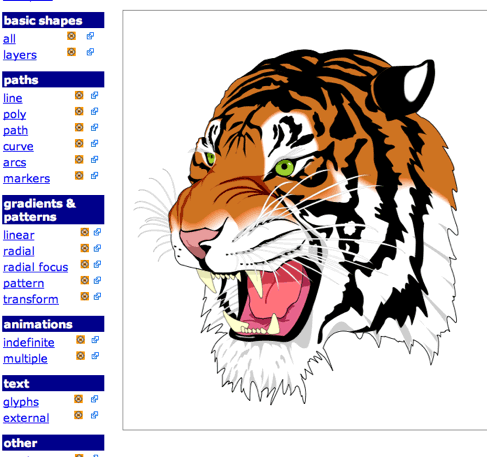 basic shapes
all
layers
paths
line
poly
path
curve
arcs
markers
gradients &
patterns
linear
radial
radial focus
pattern
transform
animations
indefinite
multiple
text
glyphs
external
other